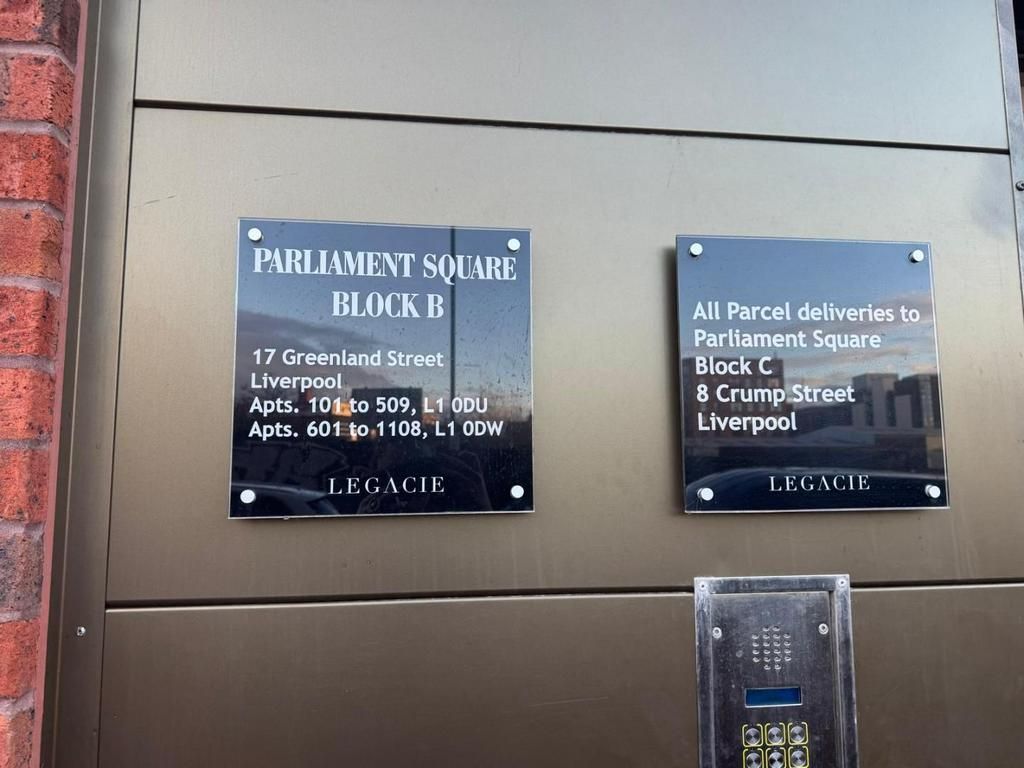 PARLIAMENT SQUARE
BLOCK B
17 Greenland Street
Liverpool
Apts. 101 to 509, L1 0DU
Apts. 601 to 1108, L1 0DW
LEGACIE
All Parcel deliveries to
Parliament Square
Block C
8 Crump Street
Liverpool
LEGACIE